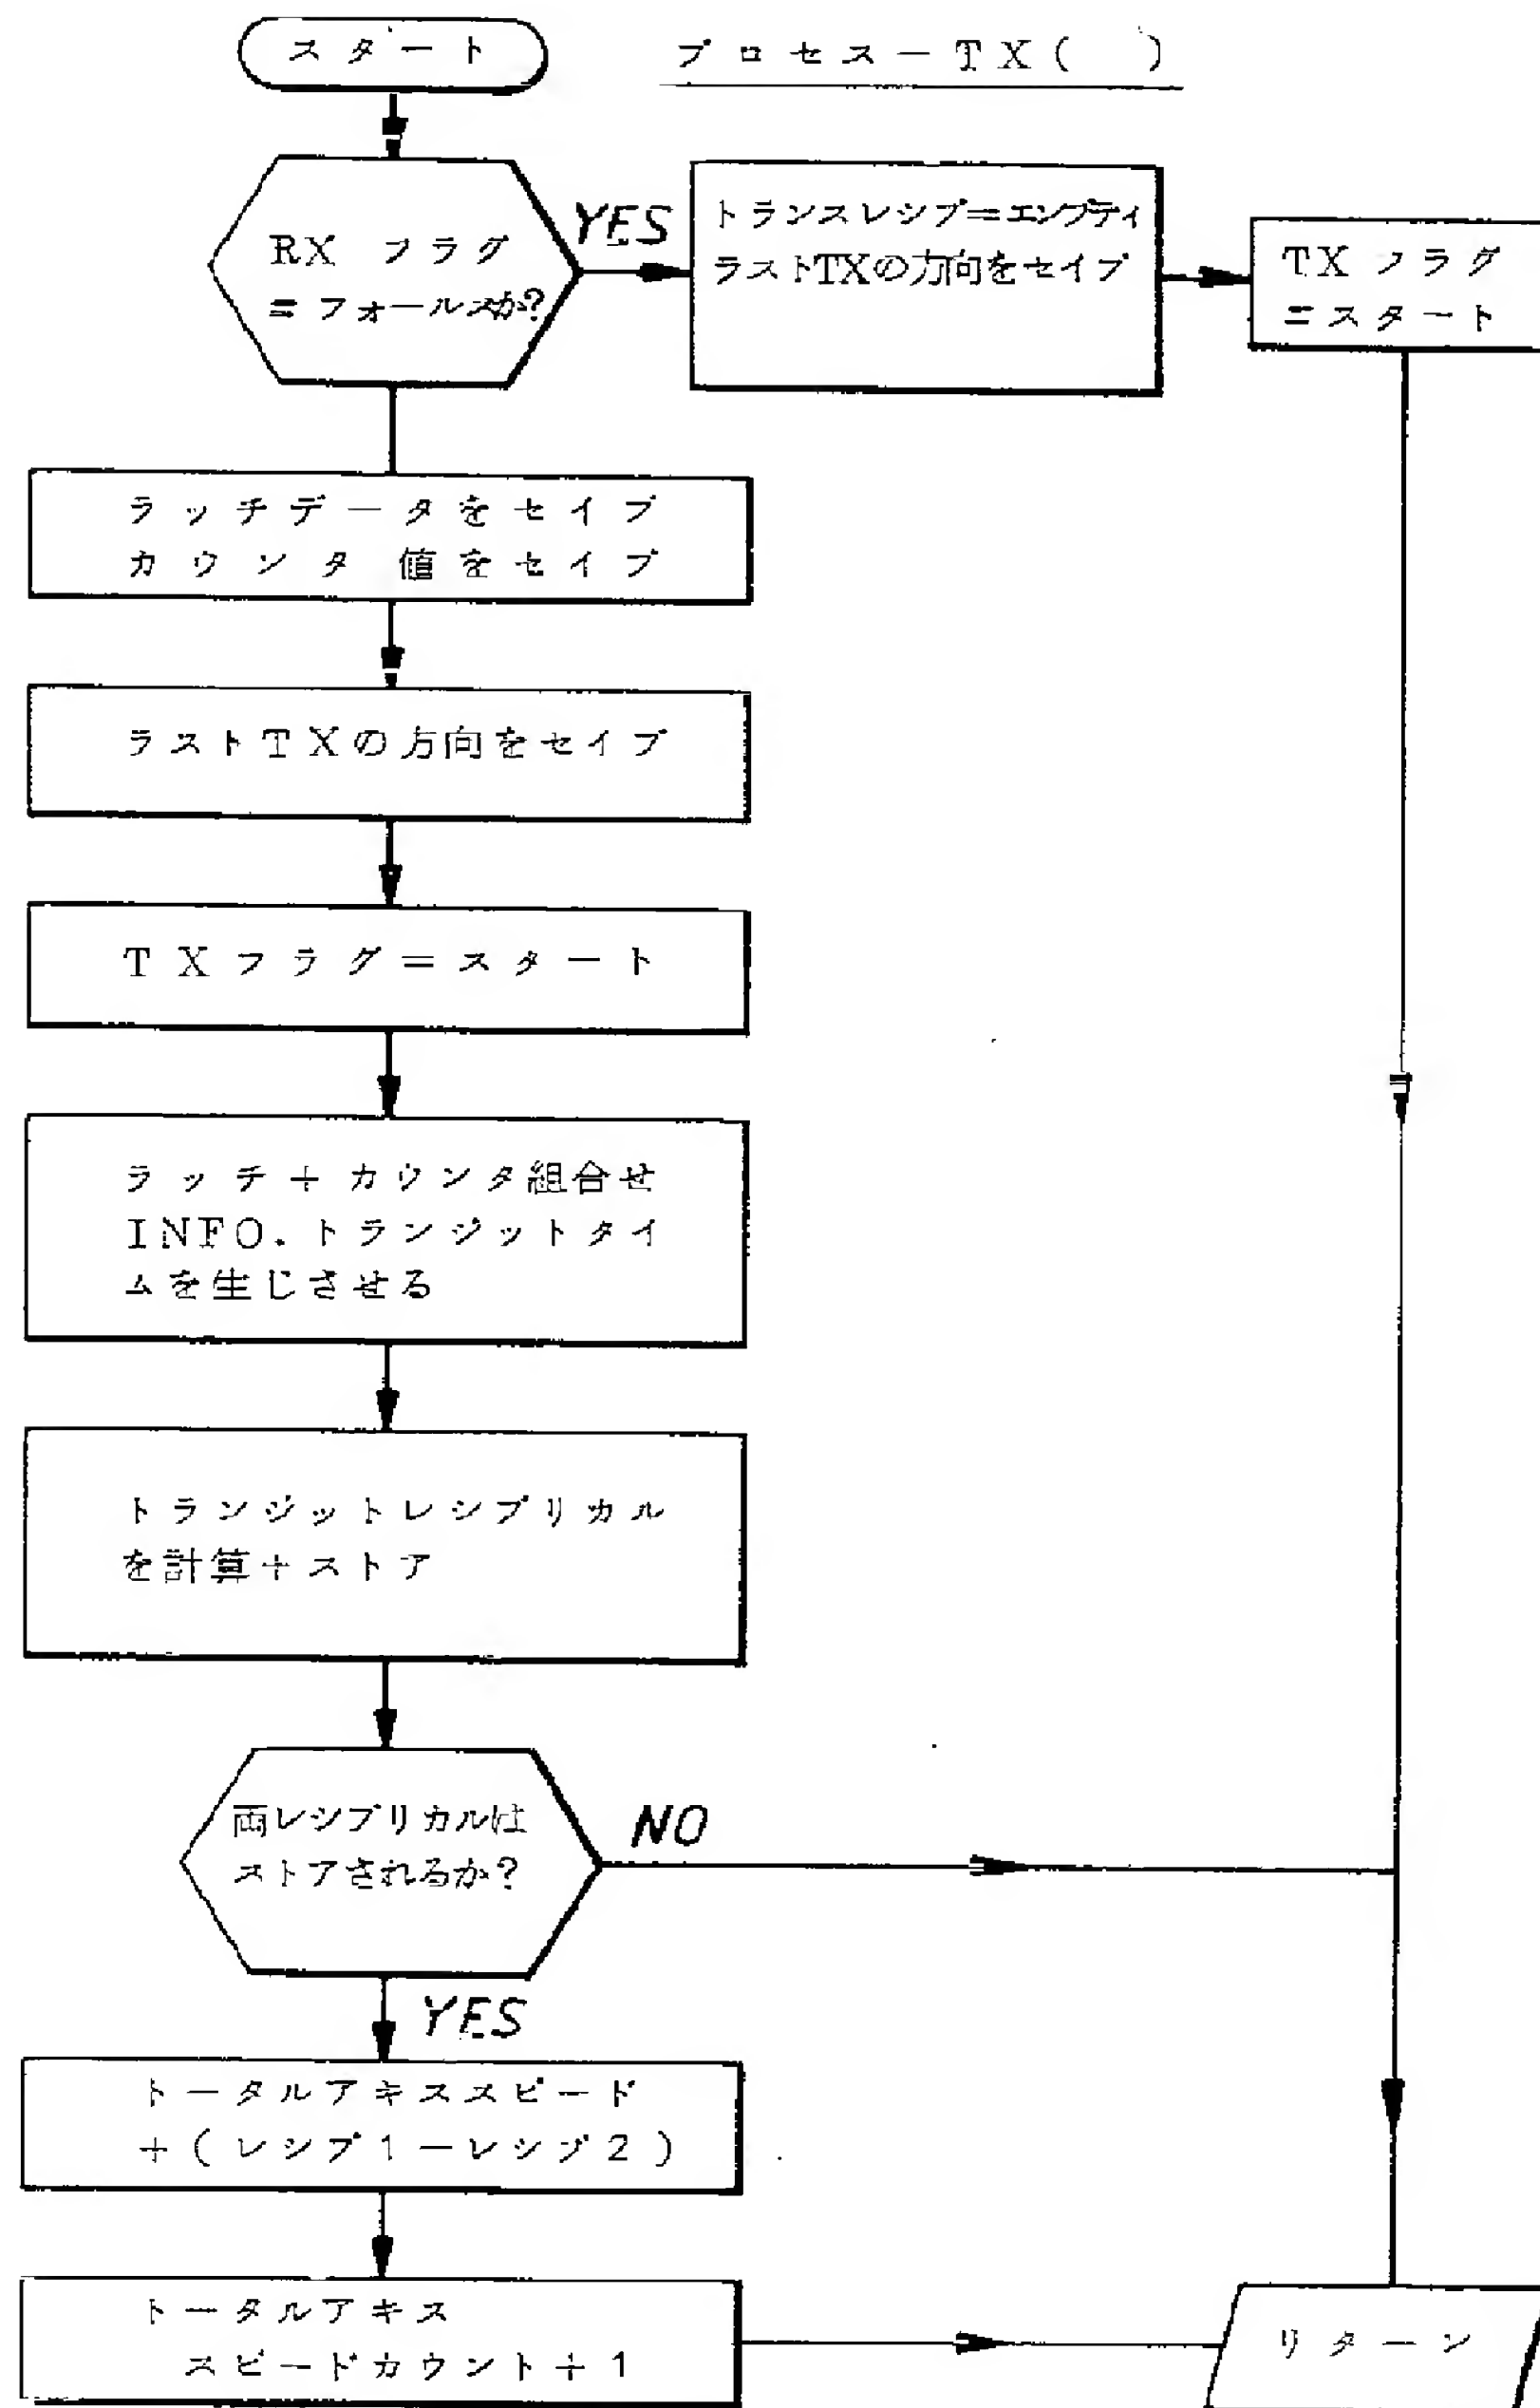 スタート
プロセス-TX( )
RX フラグ
=フォールスか?
YES
トランスレシプ=エンプティ
ラストTXの方向をセイブ
TX フラグ
=スタート
ラッチデータをセイブ
カウンタ 値をセイブ
ラストTXの方向をセイブ
TXフラグ=スタート
ラッチ+カウンタ組合せ
INFO.トランジットタイ
ムを生じさせる
トランジットレシプリカル
を計算+ストア
両レシプリカルは
ストアされるか?
NO
YES
トータルアキススピード
+(レシプ1-レシプ2)
トータルアキス
スピードカウント+1
リターン